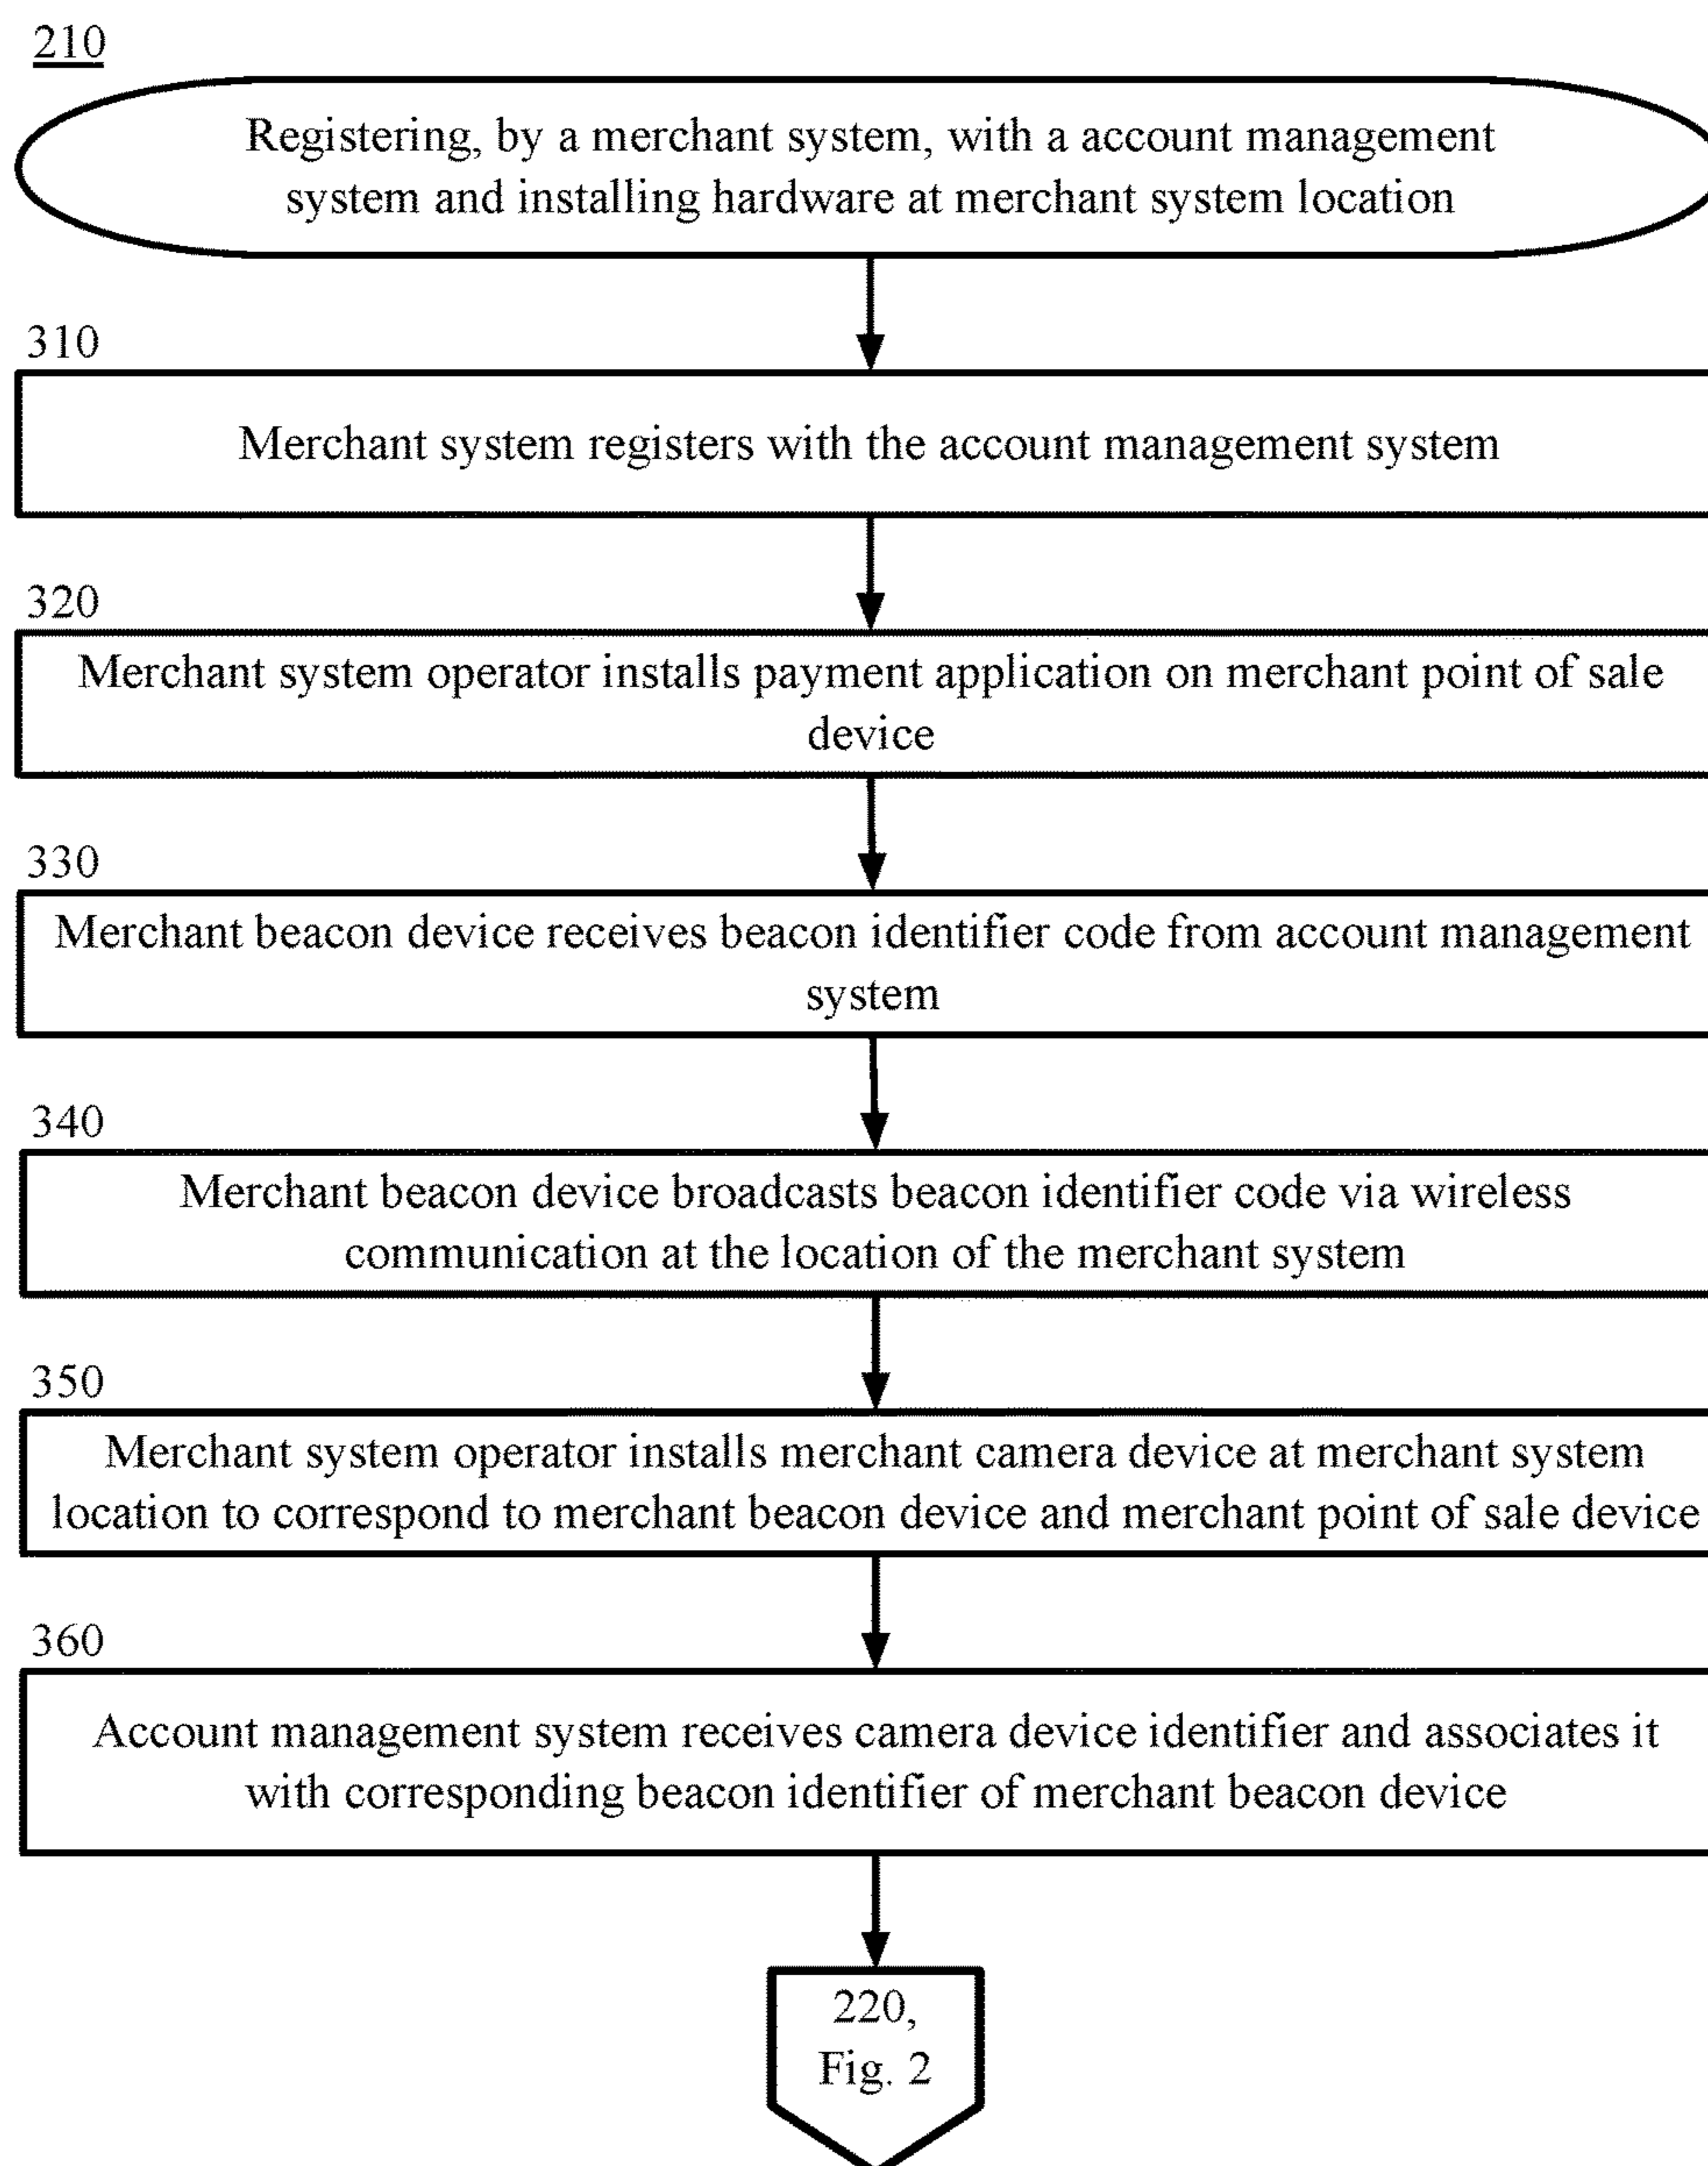 210
Registering, by a merchant system, with a account management
system and installing hardware at merchant system location
310
Merchant system registers with the account management system
320
Merchant system operator installs payment application on merchant point of sale
device
330
Merchant beacon device receives beacon identifier code from account management
system
340
Merchant beacon device broadcasts beacon identifier code via wireless
communication at the location of the merchant system
350
Merchant system operator installs merchant camera device at merchant system
location to correspond to merchant beacon device and merchant point of sale device
360
Account management system receives camera device identifier and associates it
with corresponding beacon identifier of merchant beacon device
220,
Fig. 2